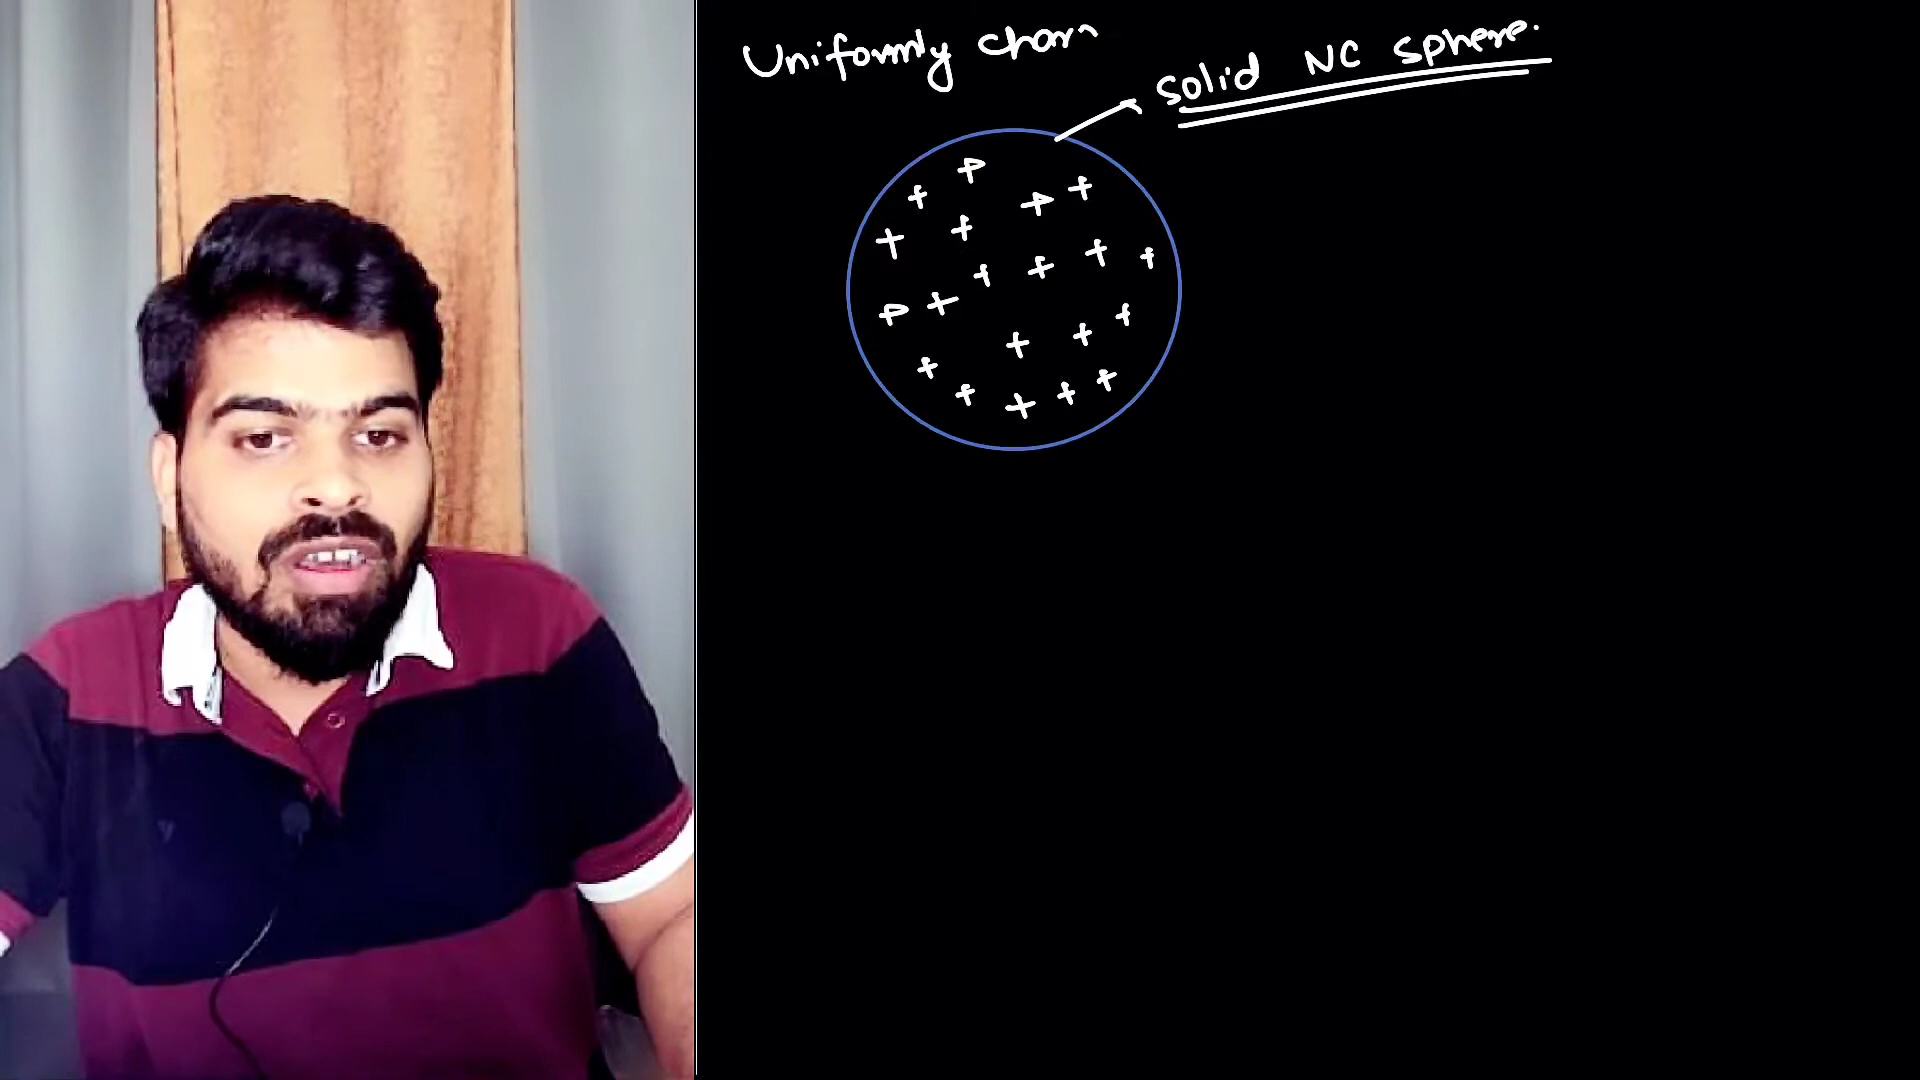 Uniformly char
solid NC sphere.
+ + + + + + + + + + + + + + + + + + + + + +